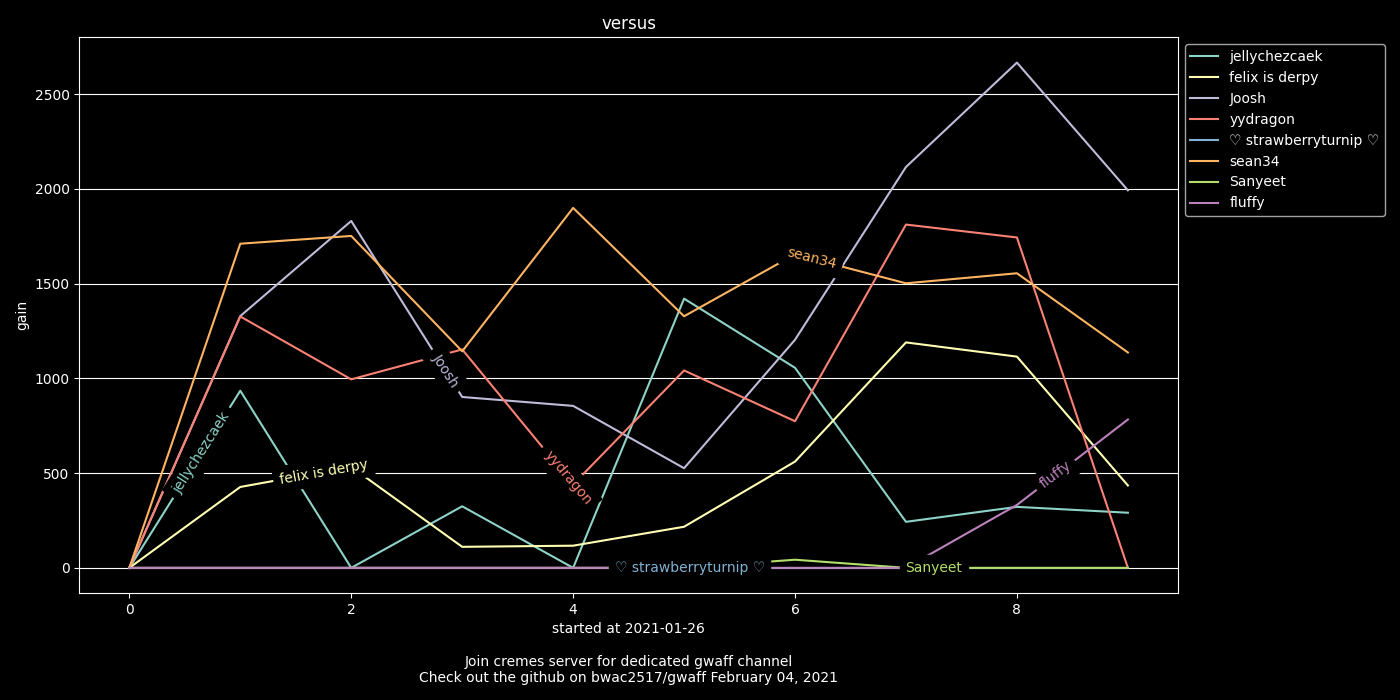 versus
jellychezcaek
felix is derpy
Joosh
yydragon
♡ strawberryturnip ♡
sean34
Sanyeet
fluffy
2500
2000
1500
1000
500
0
gain
sean34
Joosh
jellychezcaek
felix is derpy
yydragon
fluffy
♡ strawberryturnip ♡
Sanyeet
0 2 4 6 8
started at 2021-01-26
Join cremes server for dedicated gwaff channel
Check out the github on bwac2517/gwaff February 04, 2021